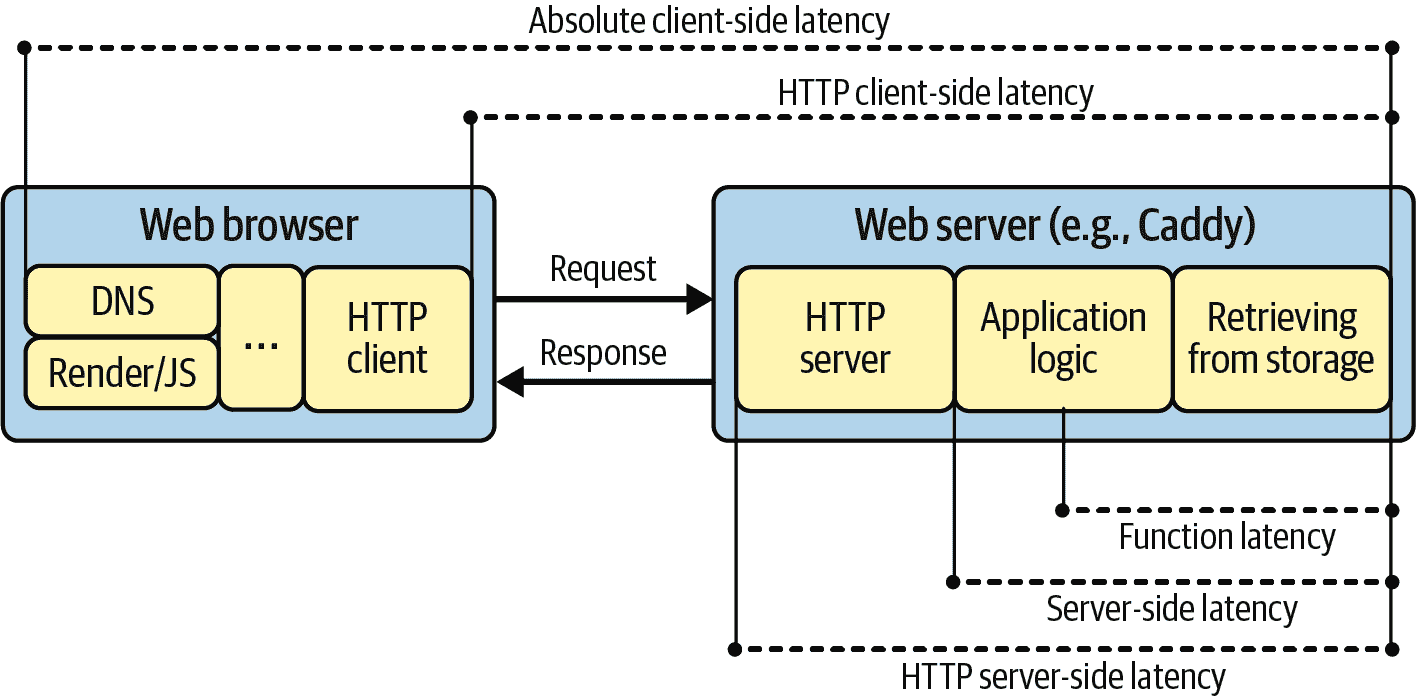 Absolute client-side latency
HTTP client-side latency
Web browser
DNS
Render/JS
...
HTTP
client
Request
Response
Web server (e.g., Caddy)
HTTP
server
Application
logic
Retrieving
from storage
Function latency
Server-side latency
HTTP server-side latency